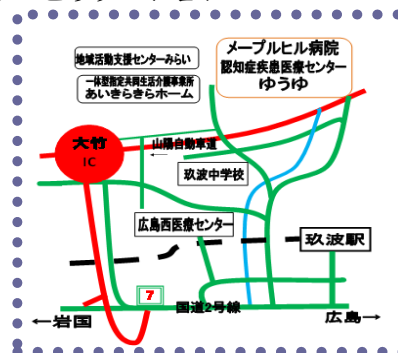 地域活動支援センターみらい
一体型指定共同生活介護事業所
あいきらきらホーム
メープルヒル病院
認知症疾患医療センター
ゆうゆ
大竹
IC
山陽自動車道
←
玖波中学校
広島西医療センター
玖波駅
7
国道2号線
←岩国
広島→